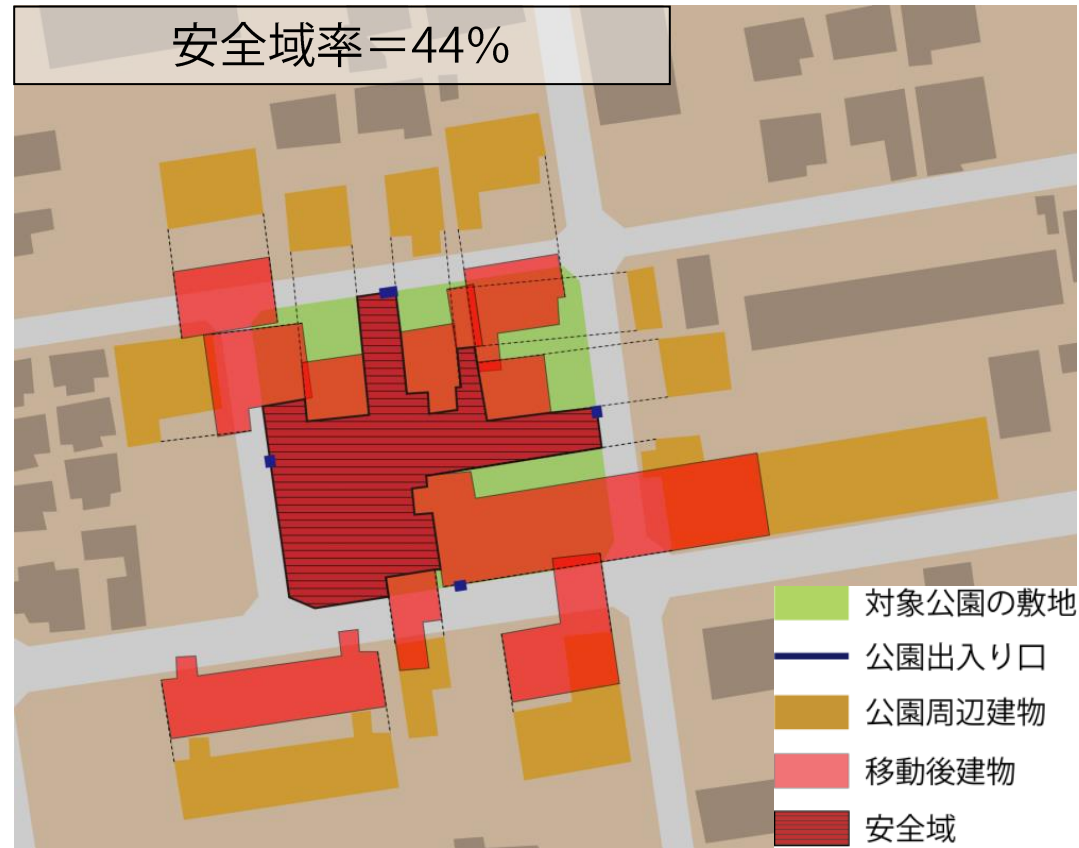 安全域率＝44%
対象公園の敷地
公園出入り口
公園周辺建物
移動後建物
安全域